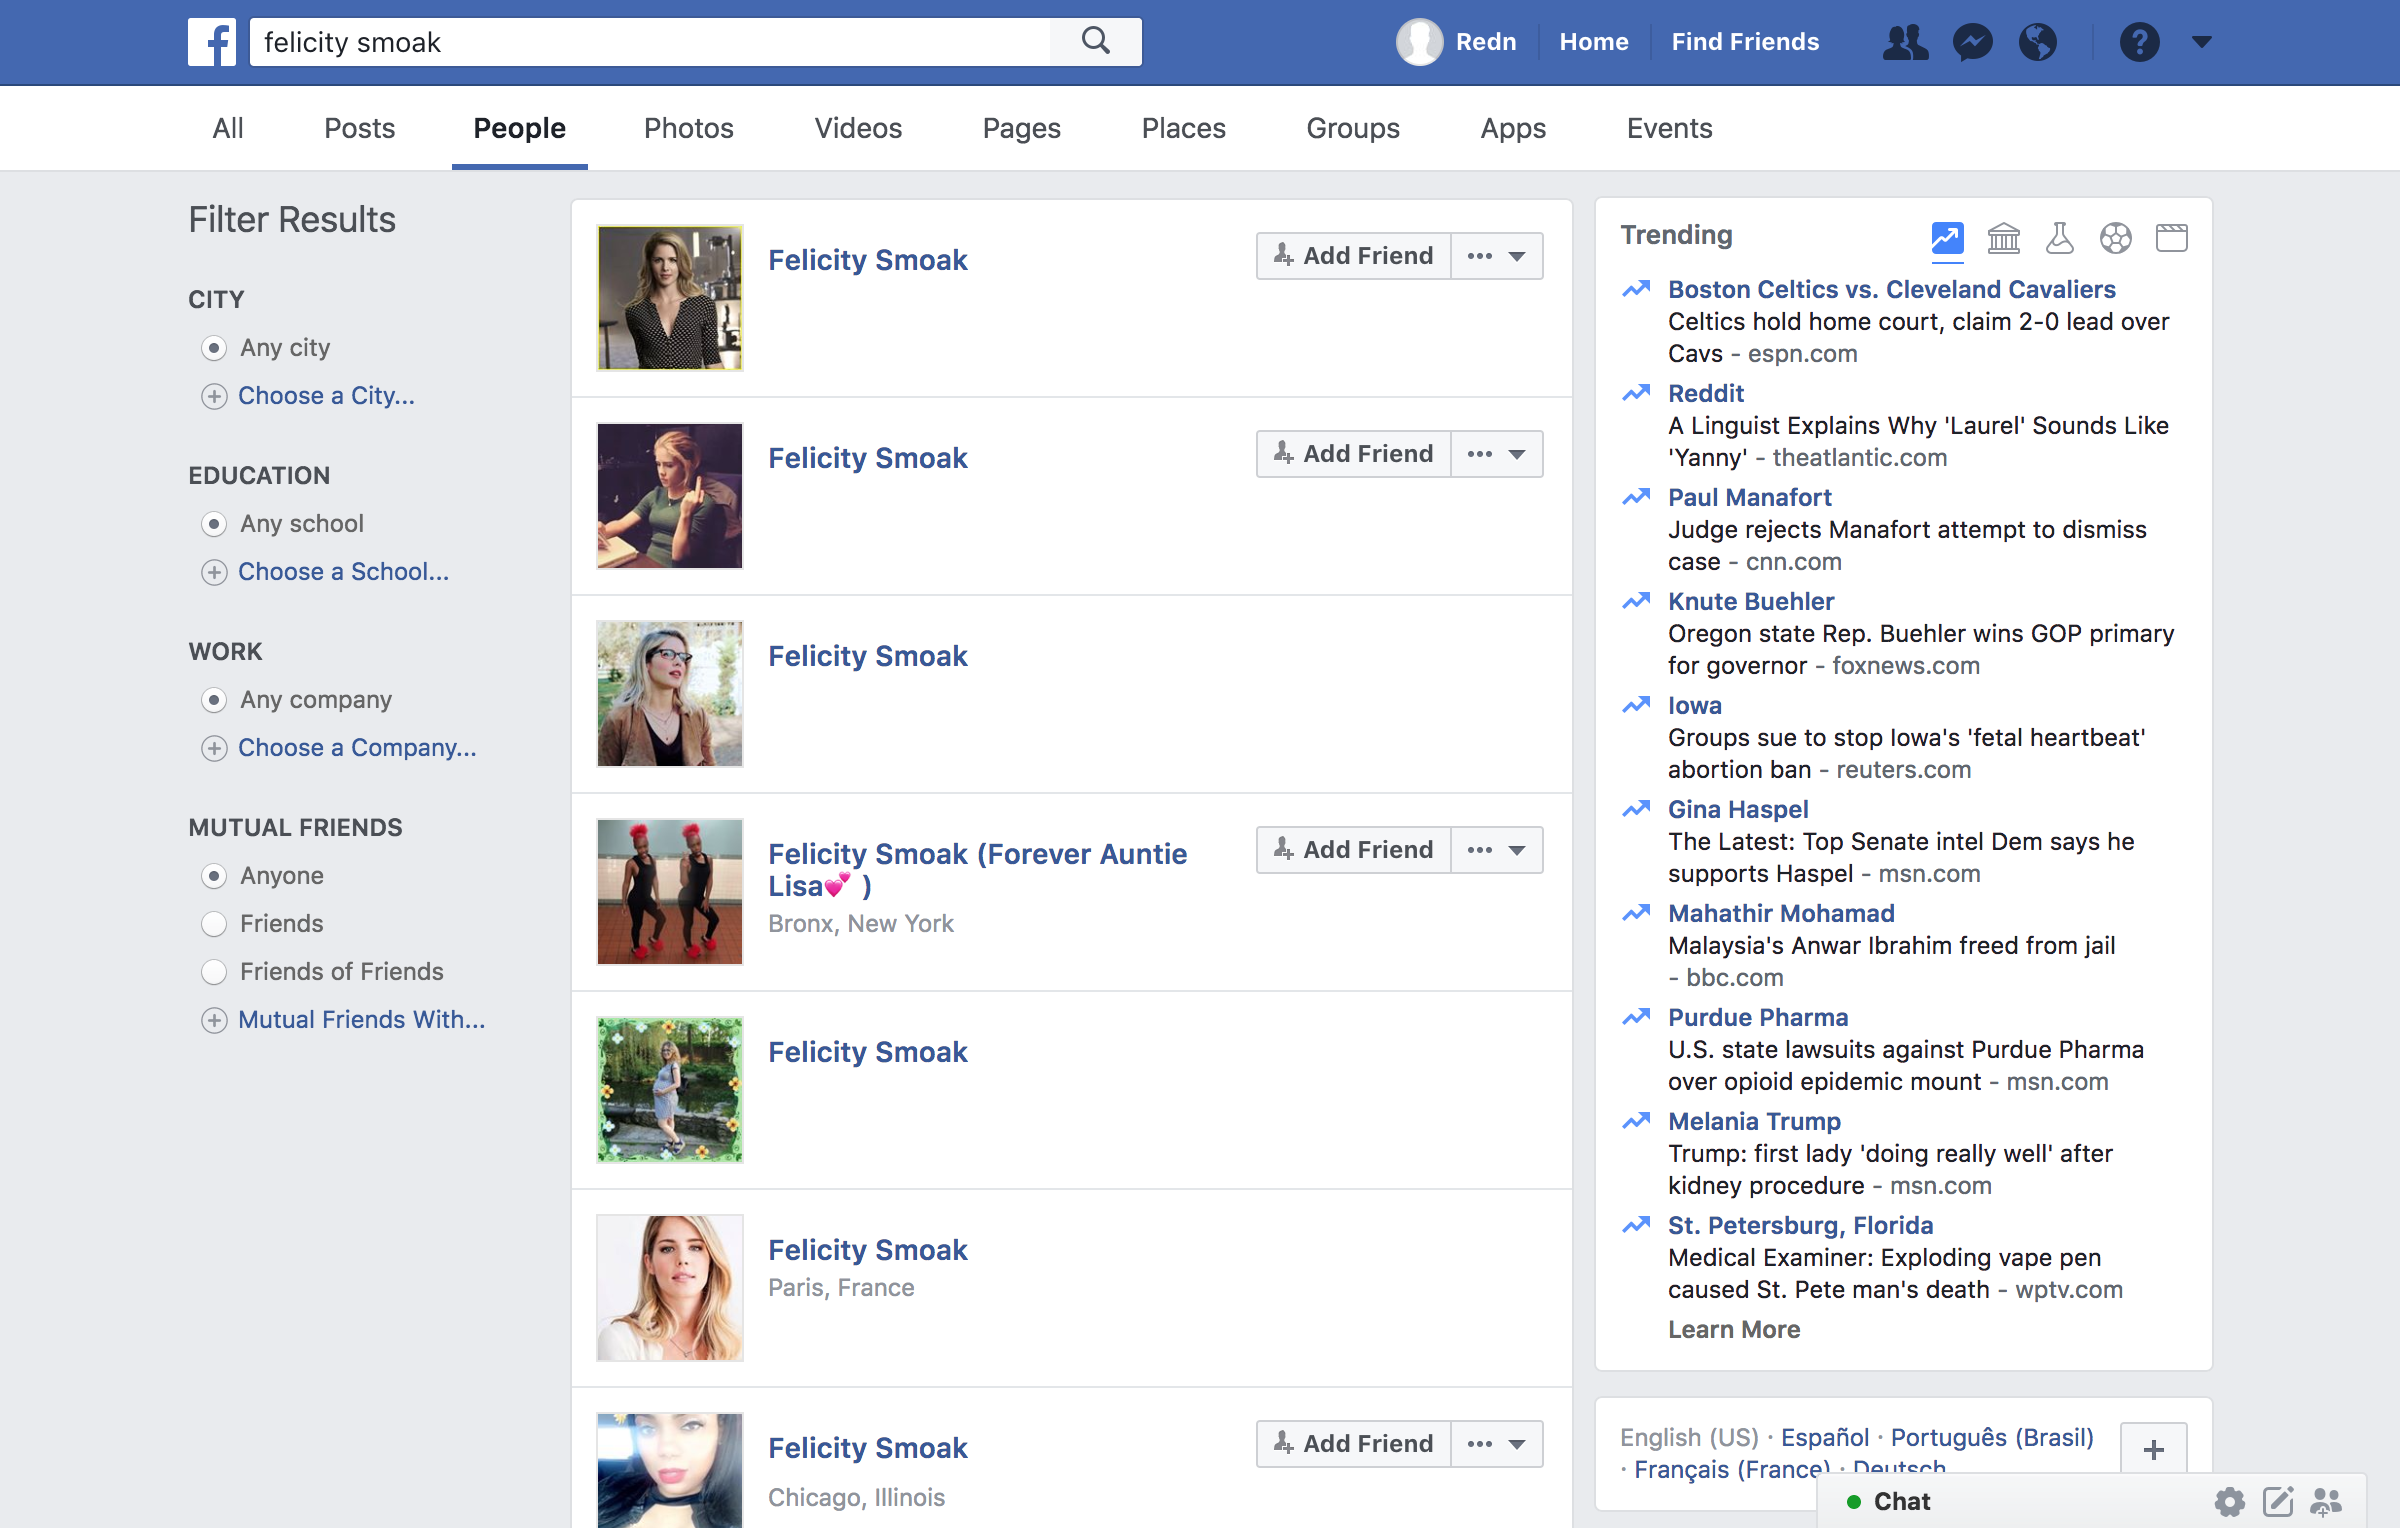 felicity smoak
Redn
Home
Find Friends
All
Posts
People
Photos
Videos
Pages
Places
Groups
Apps
Events
Filter Results
CITY
Any city
Choose a City...
EDUCATION
Any school
Choose a School...
WORK
Any company
Choose a Company...
MUTUAL FRIENDS
Anyone
Friends
Friends of Friends
Mutual Friends With...
Felicity Smoak
Add Friend
Felicity Smoak
Add Friend
Felicity Smoak
Felicity Smoak (Forever Auntie
Lisa💕 )
Bronx, New York
Add Friend
Felicity Smoak
Felicity Smoak
Paris, France
Felicity Smoak
Chicago, Illinois
Add Friend
Trending
Boston Celtics vs. Cleveland Cavaliers
Celtics hold home court, claim 2-0 lead over
Cavs - espn.com
Reddit
A Linguist Explains Why 'Laurel' Sounds Like
'Yanny' - theatlantic.com
Paul Manafort
Judge rejects Manafort attempt to dismiss
case - cnn.com
Knute Buehler
Oregon state Rep. Buehler wins GOP primary
for governor - foxnews.com
Iowa
Groups sue to stop Iowa's 'fetal heartbeat'
abortion ban - reuters.com
Gina Haspel
The Latest: Top Senate intel Dem says he
supports Haspel - msn.com
Mahathir Mohamad
Malaysia's Anwar Ibrahim freed from jail
- bbc.com
Purdue Pharma
U.S. state lawsuits against Purdue Pharma
over opioid epidemic mount - msn.com
Melania Trump
Trump: first lady 'doing really well' after
kidney procedure - msn.com
St. Petersburg, Florida
Medical Examiner: Exploding vape pen
caused St. Pete man's death - wptv.com
Learn More
English (US) · Español · Português (Brasil)
· Français (France) · Deutsch
Chat